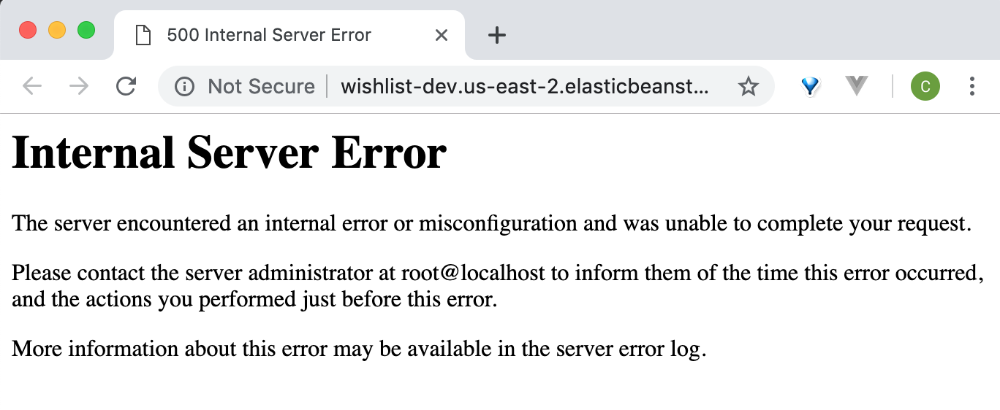 500 Internal Server Error
Not Secure
wishlist-dev.us-east-2.elasticbeanst...
C
Internal Server Error
The server encountered an internal error or misconfiguration and was unable to complete your request.
Please contact the server administrator at root@localhost to inform them of the time this error occurred,
and the actions you performed just before this error.
More information about this error may be available in the server error log.